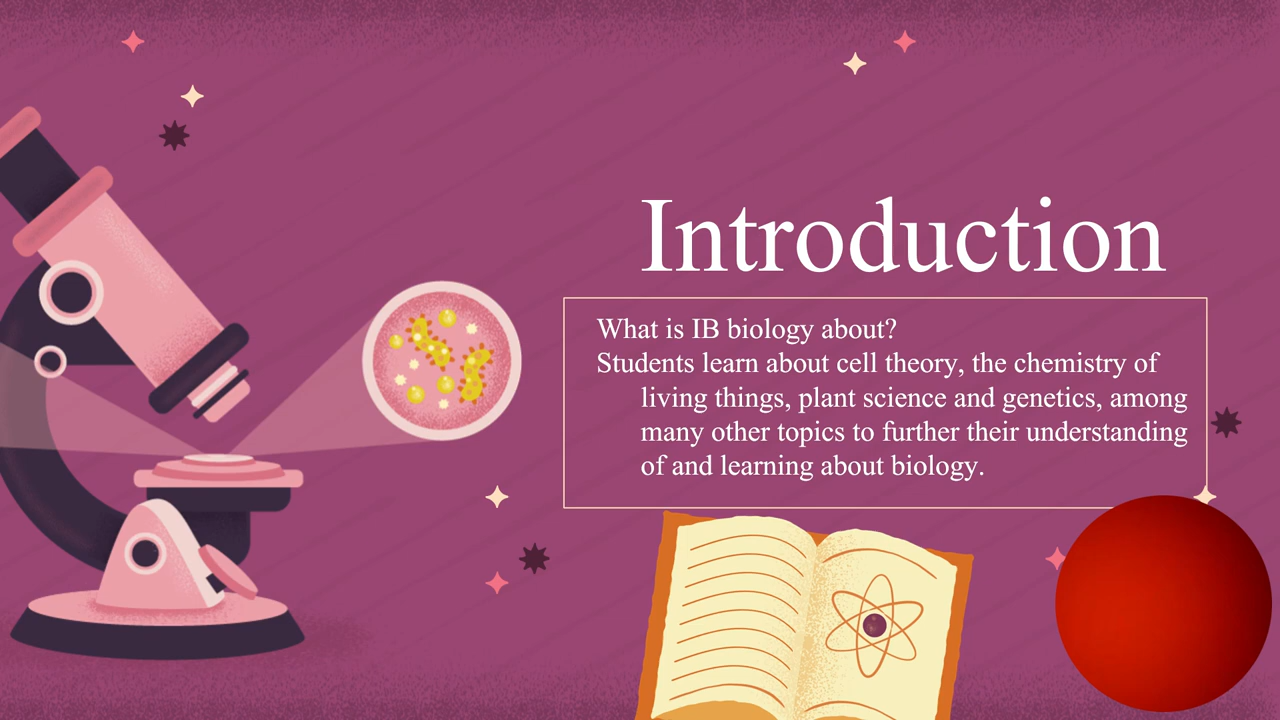 Introduction
What is IB biology about?
Students learn about cell theory, the chemistry of
living things, plant science and genetics, among
many other topics to further their understanding
of and learning about biology.